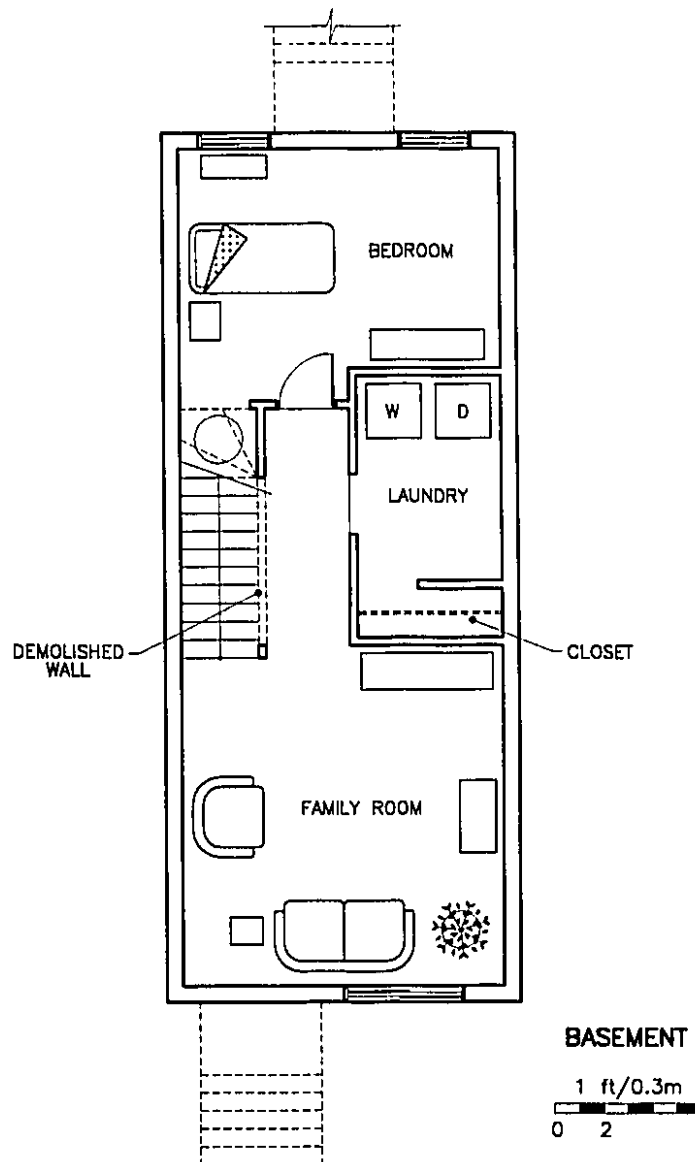 BEDROOM
W D
LAUNDRY
DEMOLISHED
WALL
CLOSET
FAMILY ROOM
BASEMENT
1 ft/0.3m
0 2